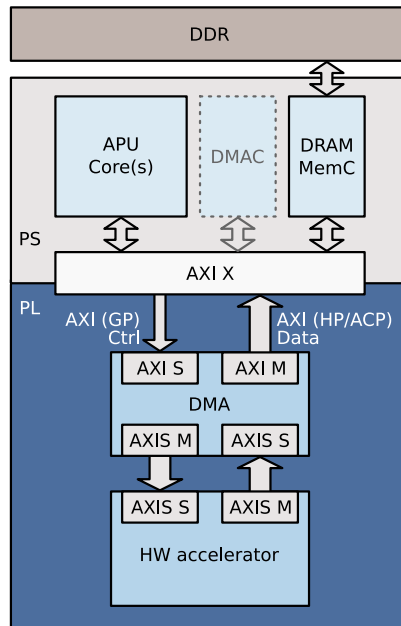 DDR
APU
Core(s)
DMAC
DRAM
MemC
PS
AXI X
PL
AXI (GP)
Ctrl
AXI (HP/ACP)
Data
AXI S
AXI M
DMA
AXIS M
AXIS S
AXIS S
AXIS M
HW accelerator